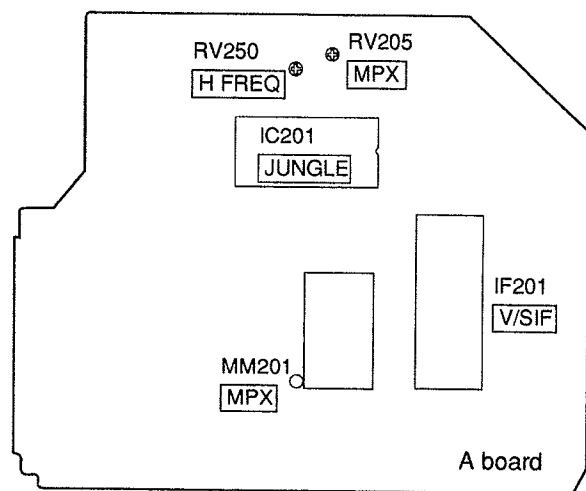 RV250
H FREQ
RV205
MPX
IC201
JUNGLE
IF201
V/SIF
MM201
MPX
A board